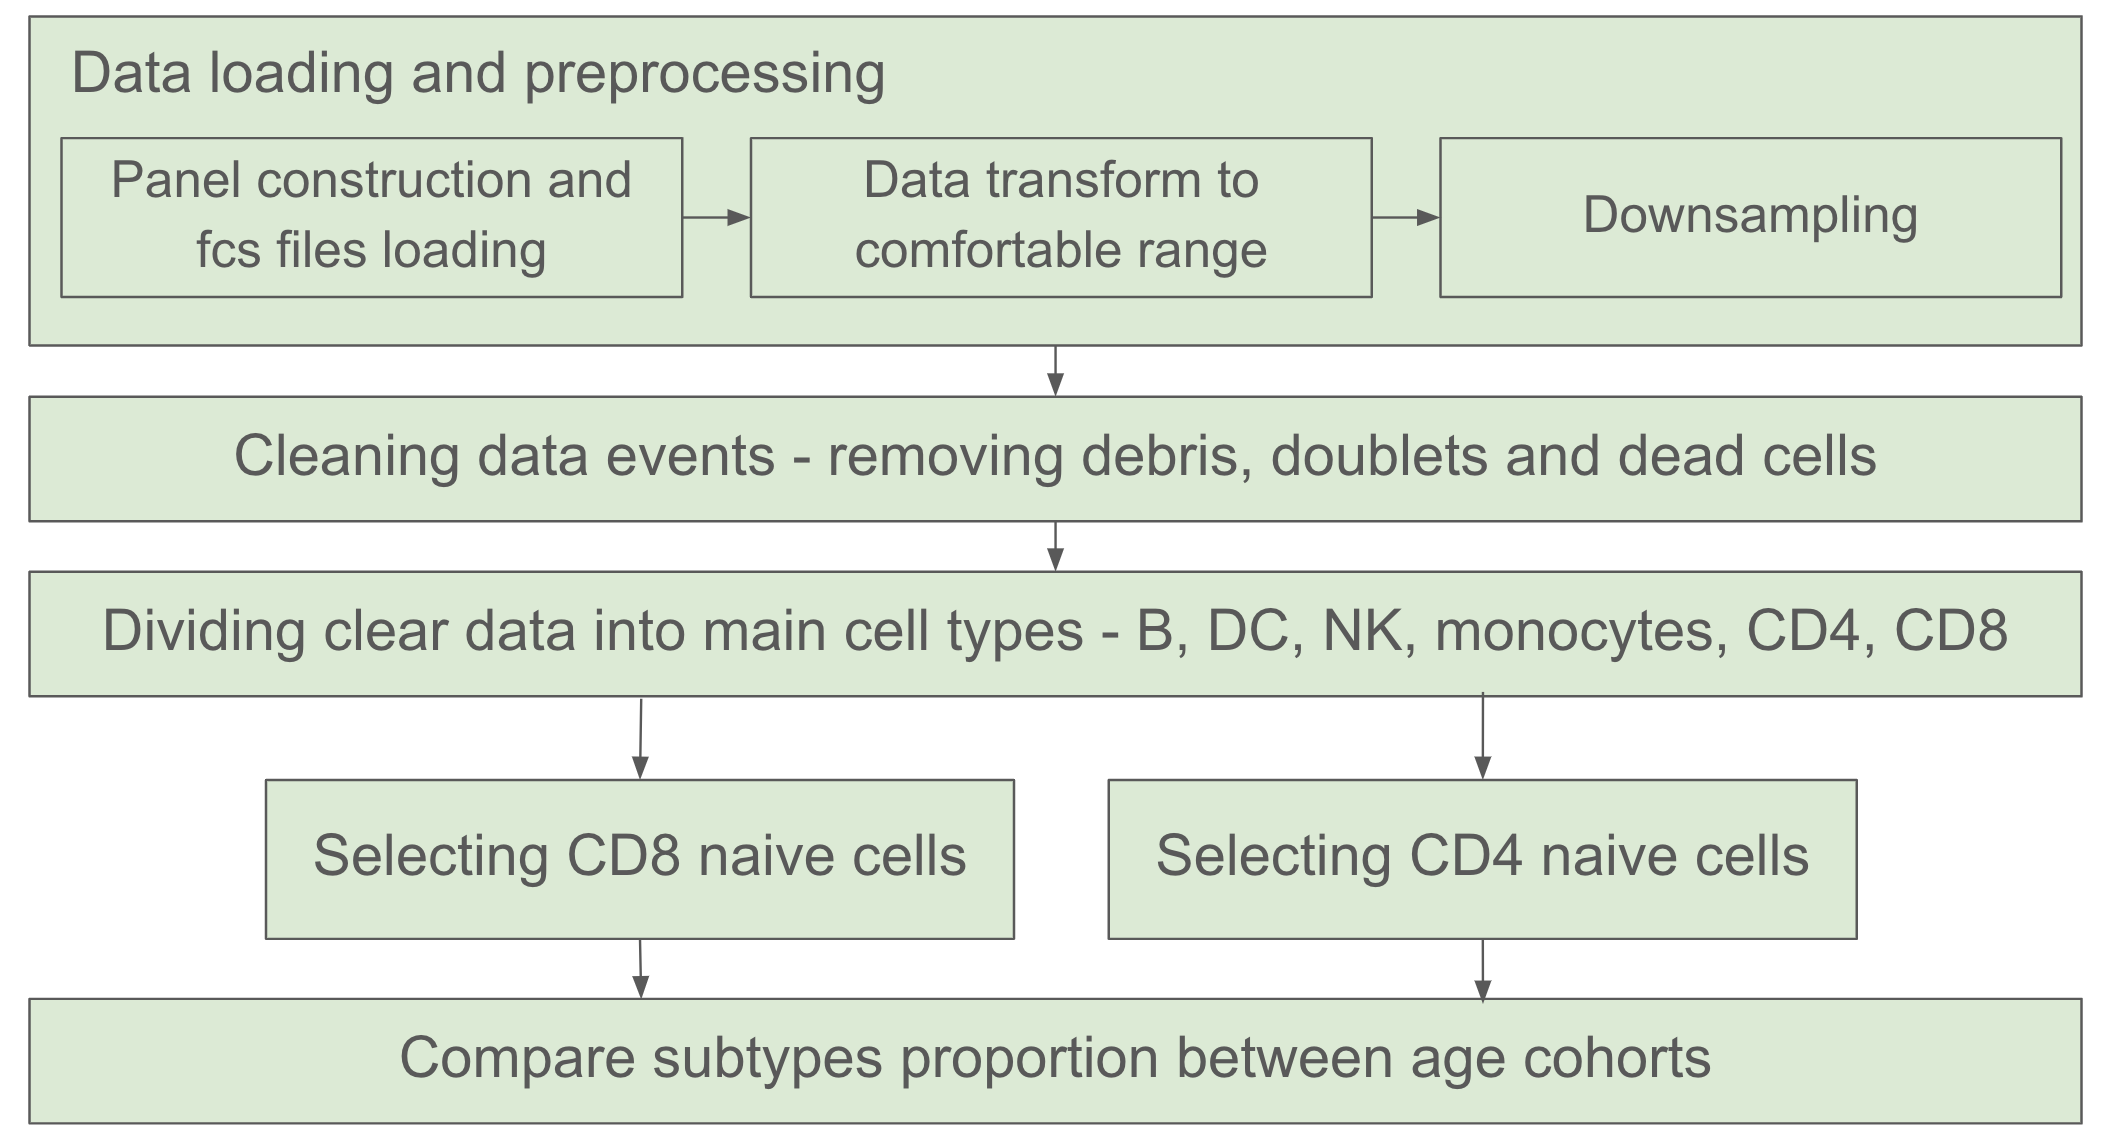 Data loading and preprocessing
Panel construction and
fcs files loading
Data transform to
comfortable range
Downsampling
Cleaning data events - removing debris, doublets and dead cells
Dividing clear data into main cell types - B, DC, NK, monocytes, CD4, CD8
Selecting CD8 naive cells
Selecting CD4 naive cells
Compare subtypes proportion between age cohorts